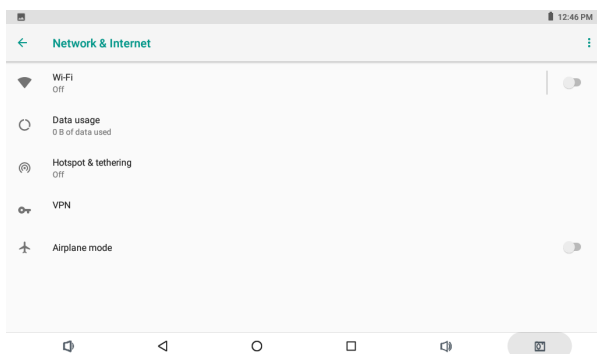 12:46 PM
Network & Internet
Wi-Fi
Off
Data usage
0 B of data used
Hotspot & tethering
Off
VPN
Airplane mode